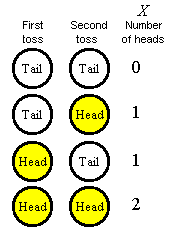 X
First Second Number
toss toss of heads
Tail Tail 0
Tail Head 1
Head Tail 1
Head Head 2